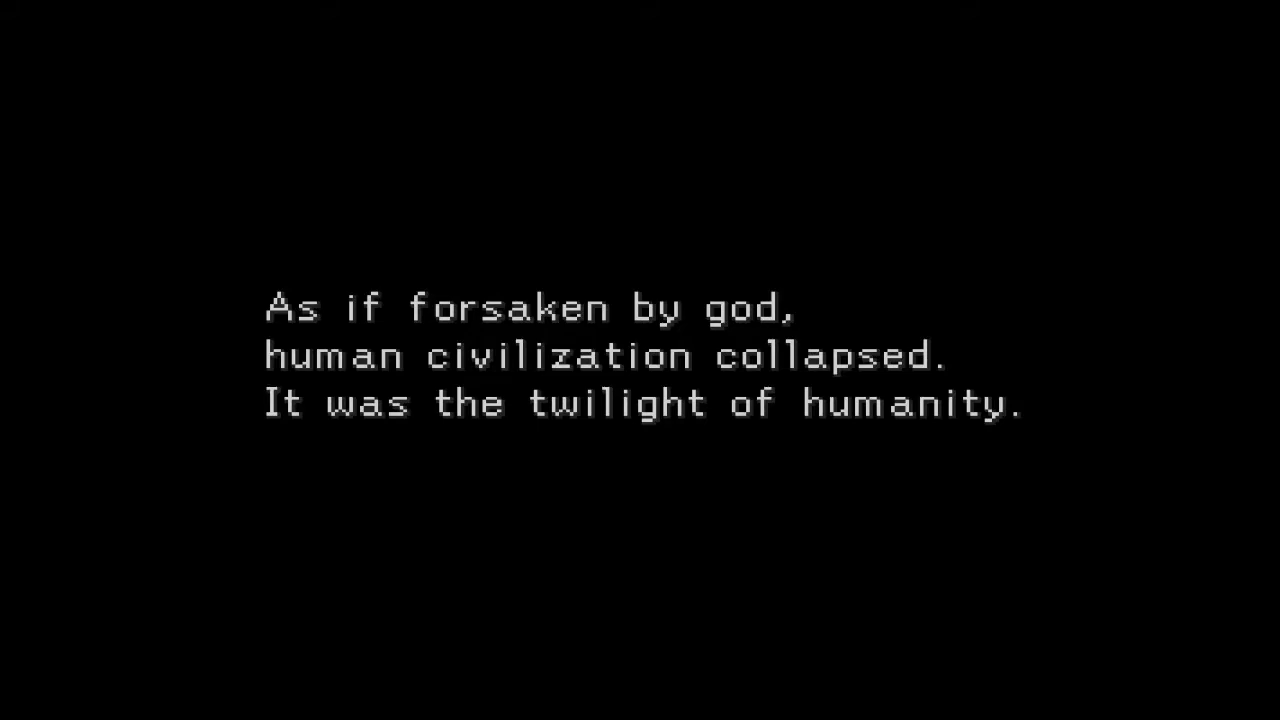 As if forsaken by god,
human civilization collapsed.
It was the twilight of humanity.